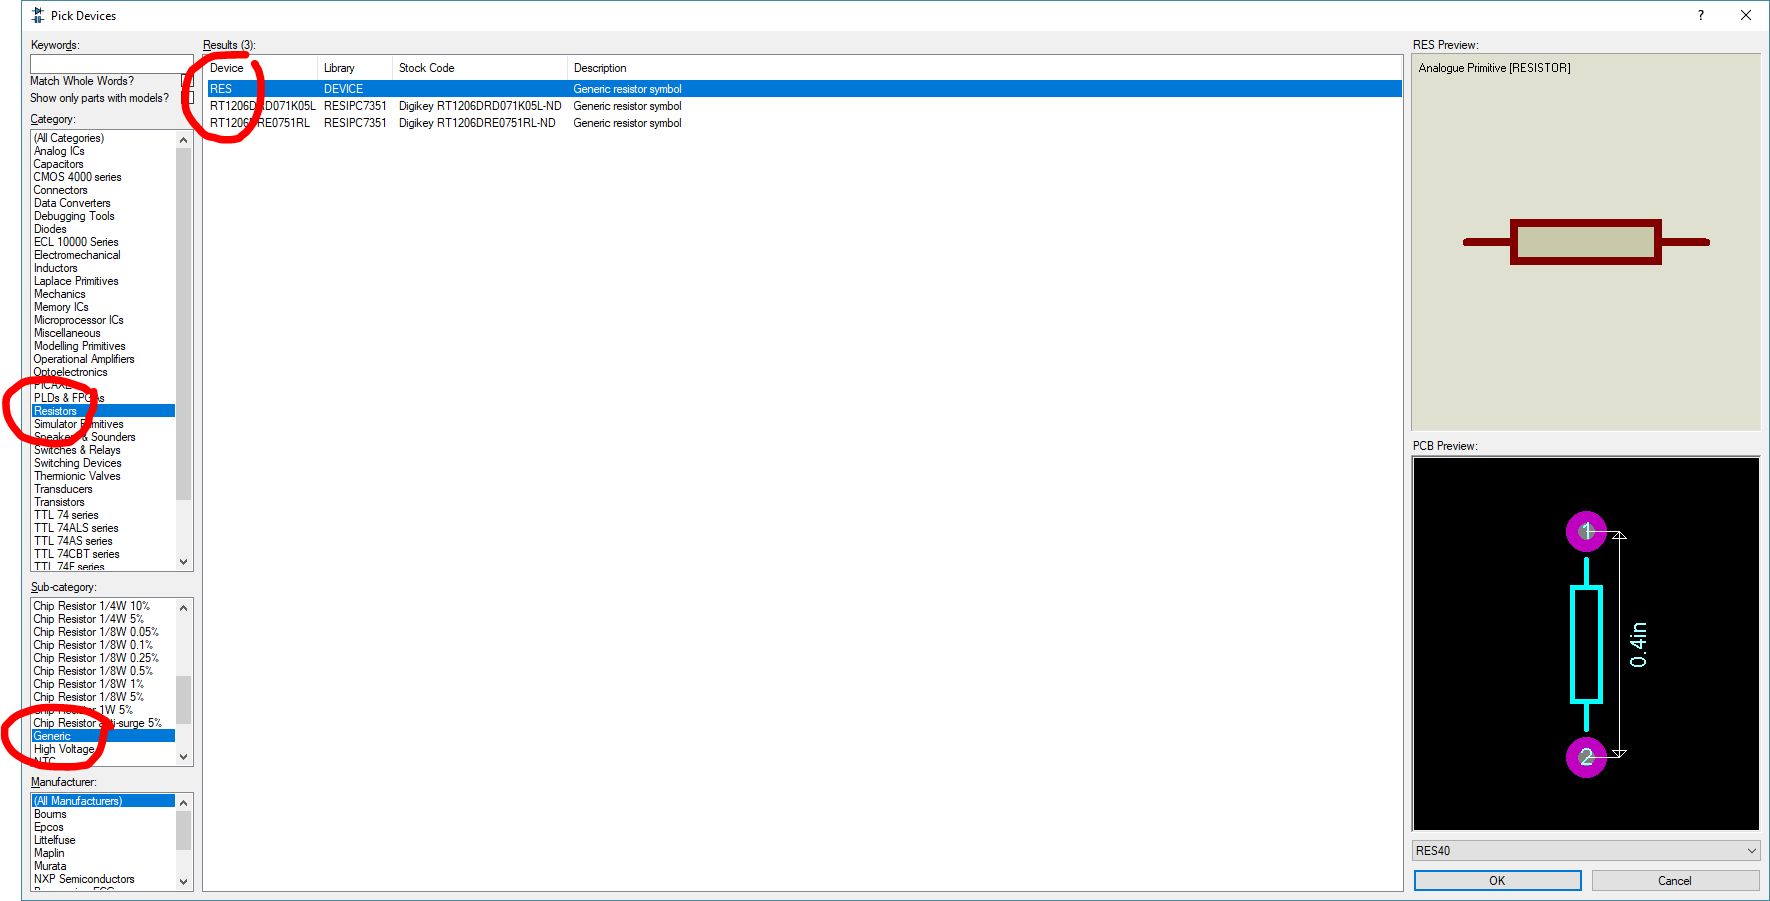 Pick Devices
?
Keywords:
Match Whole Words?
Show only parts with models?
Category:
(All Categories)
Analog ICs
Capacitors
CMOS 4000 series
Connectors
Data Converters
Debugging Tools
Diodes
ECL 10000 Series
Electromechanical
Inductors
Laplace Primitives
Mechanics
Memory ICs
Microprocessor ICs
Miscellaneous
Modelling Primitives
Operational Amplifiers
Optoelectronics
PICAXE
PLDs & FPGAs
Resistors
Simulator Primitives
Speakers & Sounders
Switches & Relays
Switching Devices
Thermionic Valves
Transducers
Transistors
TTL 74 series
TTL 74ALS series
TTL 74AS series
TTL 74CBT series
TTL 74F series
Sub-category:
Chip Resistor 1/4W 10%
Chip Resistor 1/4W 5%
Chip Resistor 1/8W 0.05%
Chip Resistor 1/8W 0.1%
Chip Resistor 1/8W 0.25%
Chip Resistor 1/8W 0.5%
Chip Resistor 1/8W 1%
Chip Resistor 1/8W 5%
Chip Resistor 1W 5%
Chip Resistor anti-surge 5%
Generic
High Voltage
NTC
Manufacturer:
(All Manufacturers)
Bourns
Epcos
Littelfuse
Maplin
Murata
NXP Semiconductors
Results (3):
Device Library Stock Code Description
RES DEVICE Generic resistor symbol
RT1206DRD071K05L RESIPC7351 Digikey RT1206DRD071K05L-ND Generic resistor symbol
RT1206DRE0751RL RESIPC7351 Digikey RT1206DRE0751RL-ND Generic resistor symbol
RES Preview:
Analogue Primitive [RESISTOR]
PCB Preview:
1
0.4in
2
RES40
OK Cancel